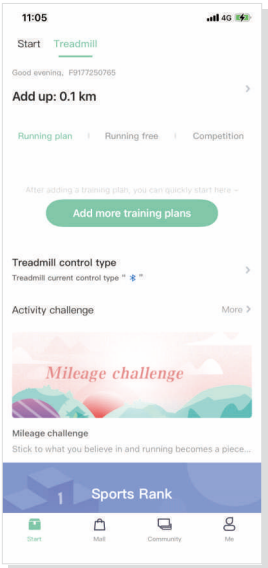 11:05
4G
Start Treadmill
Good evening, F9177250765
Add up: 0.1 km
Running plan Running free Competition
After adding a training plan, you can quickly start here ~
Add more training plans
Treadmill control type
Treadmill current control type " "
Activity challenge More
Mileage challenge
Mileage challenge
Stick to what you believe in and running becomes a piece...
1 Sports Rank
Start Mall Community Me